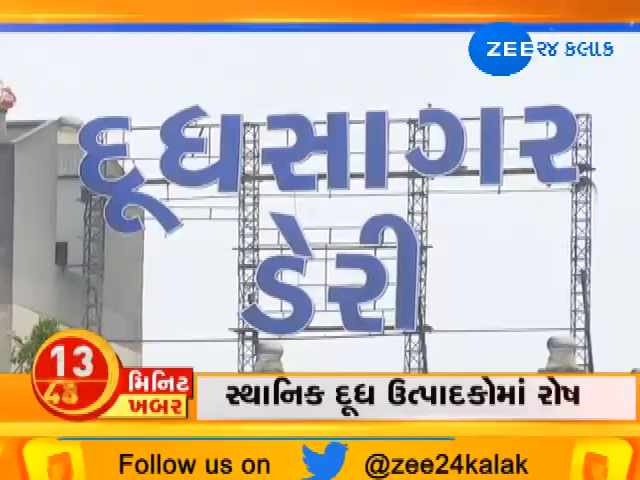 ZEE ૨૪ કલાક
દૂધસાગર
ડેરી
13
48
મિનિટ
ખબર
સ્થાનિક દૂધ ઉત્પાદકોમાં રોષ
Follow us on @zee24kalak